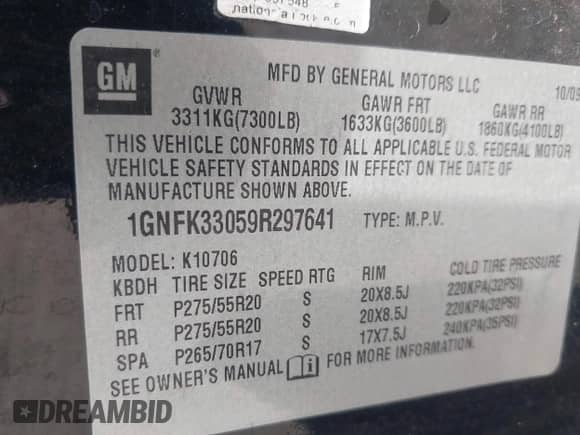 GM
®
MFD BY GENERAL MOTORS LLC
10/09
GVWR GAWR FRT GAWR RR
3311KG(7300LB) 1633KG(3600LB) 1860KG(4100LB)
THIS VEHICLE CONFORMS TO ALL APPLICABLE U.S. FEDERAL MOTOR
VEHICLE SAFETY STANDARDS IN EFFECT ON THE DATE OF
MANUFACTURE SHOWN ABOVE.
1GNFK33059R297641 TYPE: M.P.V.
MODEL: K10706
KBDH TIRE SIZE SPEED RTG RIM COLD TIRE PRESSURE
FRT P275/55R20 S 20X8.5J 220KPA(32PSI)
RR P275/55R20 S 20X8.5J 220KPA(32PSI)
SPA P265/70R17 S 17X7.5J 240KPA(35PSI)
SEE OWNER'S MANUAL i FOR MORE INFORMATION.
DREAMBID